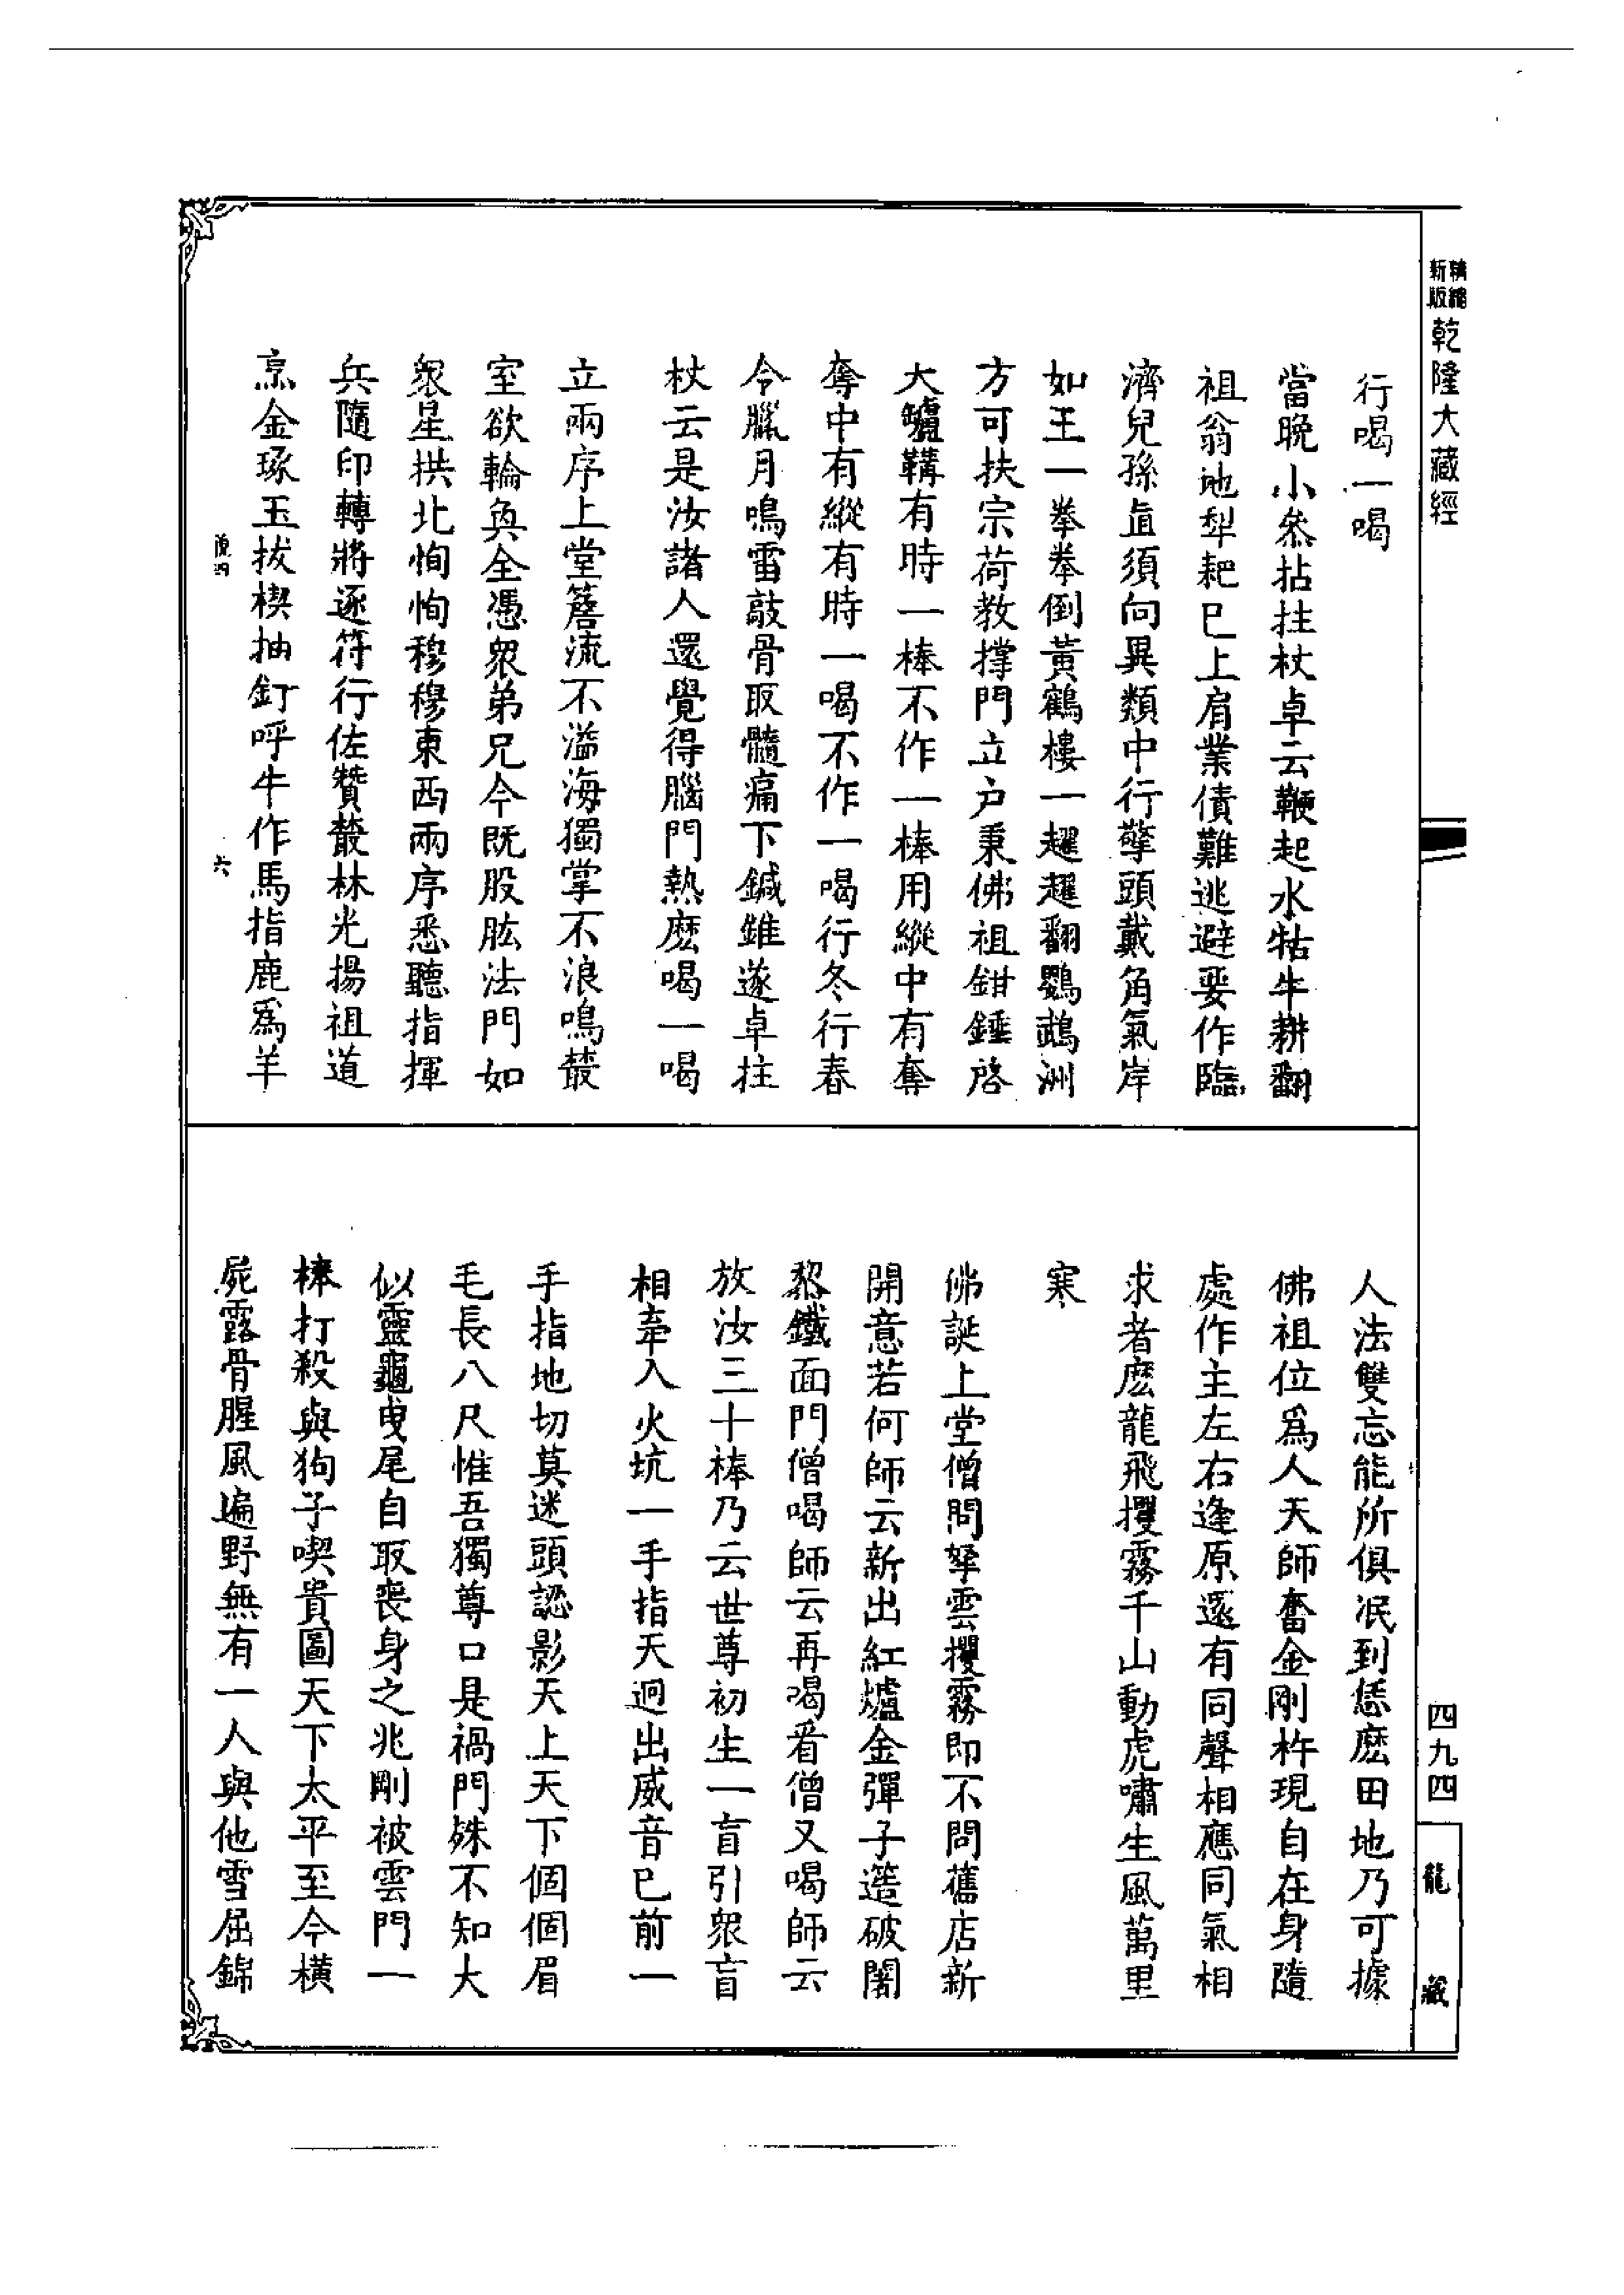 精縮
新版
乾隆大藏經
行喝一喝
當晚小叅拈拄杖卓云鞭起水牯牛耕翻
祖翁地犁耙已上肩業債難逃避要作臨
濟兒孫直須向異類中行擎頭戴角氣岸
如王一拳拳倒黃鶴樓一趯趯翻鸚鵡洲
方可扶宗荷教撐門立户秉佛祖鉗錘啓
大罏鞲有時一棒不作一棒用縱中有奪
奪中有縱有時一喝不作一喝行冬行春
令臘月鳴雷敲骨取髓痛下鍼錐遂卓拄
杖云是汝諸人還覺得腦門熱麽喝一喝
立兩序上堂簷流不溢海獨掌不浪鳴叢
室欲輪奐全憑衆弟兄今既股肱法門如
衆星拱北恂恂穆穆東西兩序悉聽指揮
兵隨印轉將逐符行佐贊叢林光揚祖道
烹金琢玉拔楔抽釘呼牛作馬指鹿爲羊
六
人法雙忘能所俱泯到恁麽田地乃可據
佛祖位爲人天師奮金剛杵現自在身隨
處作主左右逢原還有同聲相應同氣相
求者麽龍飛攫霧千山動虎嘯生風萬里
寒
佛誕上堂僧問拏雲攫霧即不問舊店新
開意若何師云新出紅爐金彈子簉破闍
黎鐵面門僧喝師云再喝看僧又喝師云
放汝三十棒乃云世尊初生一盲引衆盲
相牽入火坑一手指天迥出威音已前一
手指地切莫迷頭認影天上天下個個眉
毛長八尺惟吾獨尊口是禍門殊不知大
似靈龜曳尾自取喪身之兆剛被雲門一
棒打殺與狗子喫貴圖天下太平至今橫
屍露骨腥風遍野無有一人與他雪屈錦
四九四
龍藏